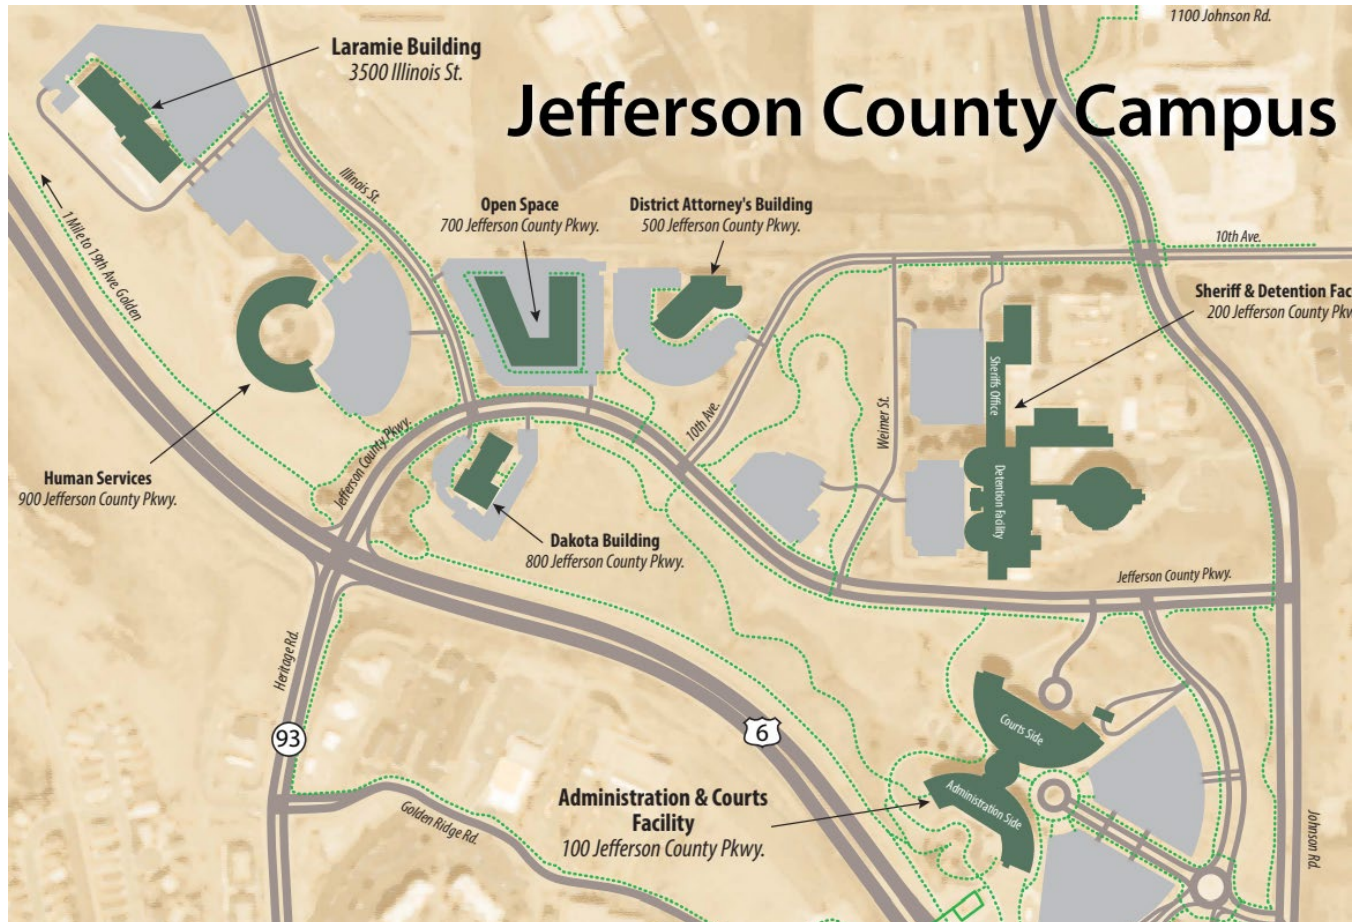 1100 Johnson Rd.
Laramie Building
3500 Illinois St.
Jefferson County Campus
Illinois St.
Open Space
700 Jefferson County Pkwy.
District Attorney's Building
500 Jefferson County Pkwy.
10th Ave.
1 Mile to 19th Ave. Golden
Sheriff & Detention Fac
200 Jefferson County Pkw
Sheriffs Office
10th Ave.
Weimer St.
Jefferson County Pkwy.
Human Services
900 Jefferson County Pkwy.
Detention Facility
Dakota Building
800 Jefferson County Pkwy.
Jefferson County Pkwy.
Heritage Rd.
93
6
Courts Side
Administration Side
Administration & Courts
Facility
100 Jefferson County Pkwy.
Golden Ridge Rd.
Johnson Rd.